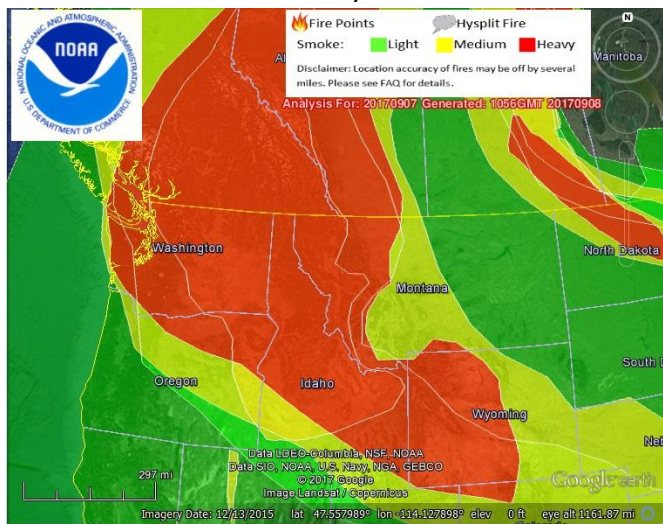 NATIONAL OCEANIC AND ATMOSPHERIC ADMINISTRATION
NOAA
U.S. DEPARTMENT OF COMMERCE
Fire Points Hysplit Fire
Smoke: Light Medium Heavy
Disclaimer: Location accuracy of fires may be off by several
miles. Please see FAQ for details.
Analysis For: 20170907 Generated: 1056GMT 20170908
N
Manitoba
Washington
North Dakota
Montana
Oregon
Idaho
South D
Wyoming
Neb
Data LDEO-Columbia, NSF, NOAA
Data SIO, NOAA, U.S. Navy, NGA, GEBCO
© 2017 Google
Image Landsat / Copernicus
297 mi
Google earth
Imagery Date: 12/13/2015 lat 47.557989° lon -114.127898° elev 0 ft eye alt 1161.87 mi